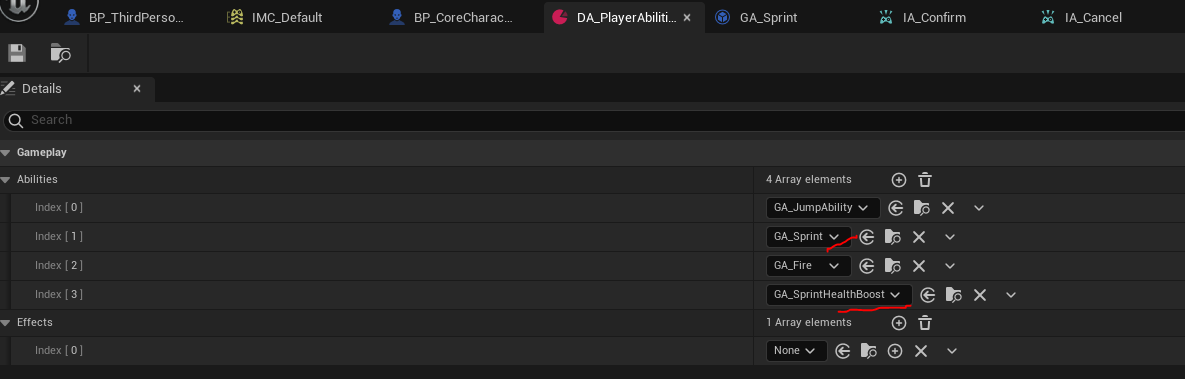 BP_ThirdPerso... IMC_Default BP_CoreCharac... DA_PlayerAbiliti... GA_Sprint IA_Confirm IA_Cancel
Details
Search
Gameplay
Abilities 4 Array elements
Index [ 0 ] GA_JumpAbility
Index [ 1 ] GA_Sprint
Index [ 2 ] GA_Fire
Index [ 3 ] GA_SprintHealthBoost
Effects 1 Array elements
Index [ 0 ] None